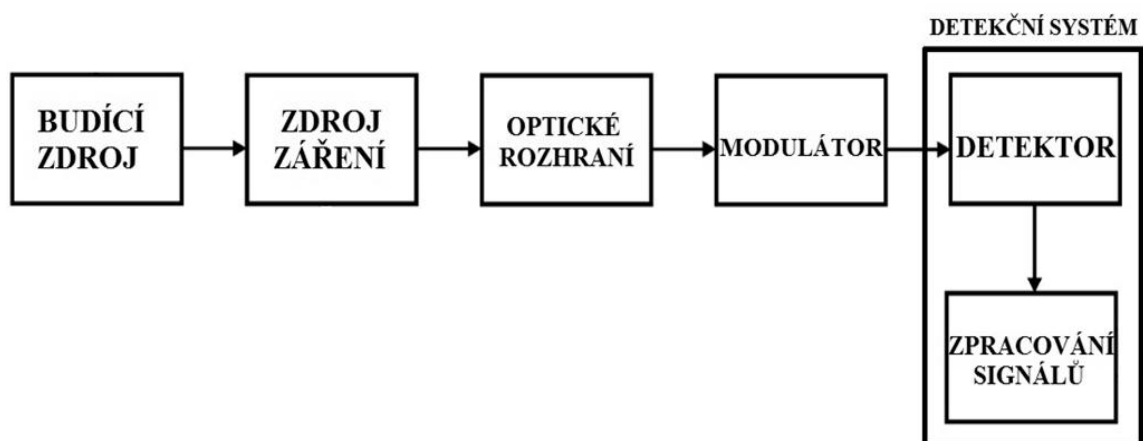 DETEKČNÍ SYSTÉM
BUDÍCÍ
ZDROJ
ZDROJ
ZÁŘENÍ
OPTICKÉ
ROZHRANÍ
MODULÁTOR
DETEKTOR
ZPRACOVÁNÍ
SIGNÁLŮ